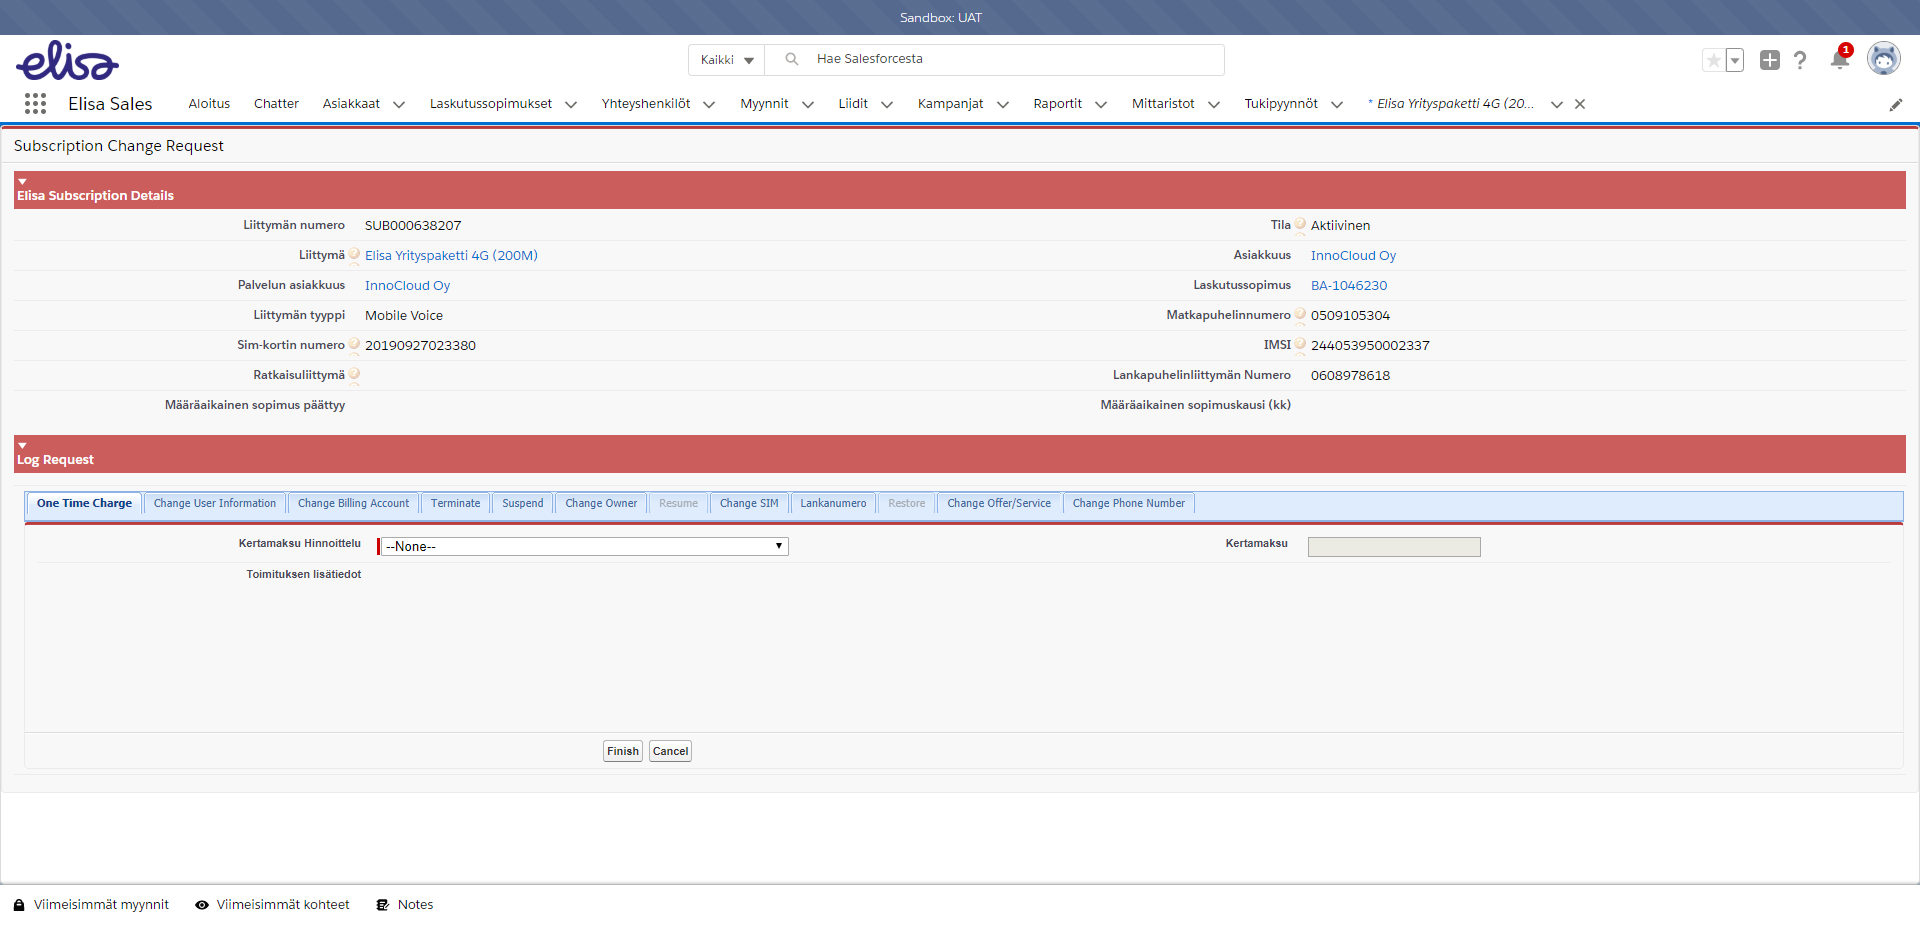 Sandbox: UAT
elisa
Kaikki
Hae Salesforcesta
1
Elisa Sales
Aloitus
Chatter
Asiakkaat
Laskutussopimukset
Yhteyshenkilöt
Myynnit
Liidit
Kampanjat
Raportit
Mittaristot
Tukipyynnöt
* Elisa Yrityspaketti 4G (20...
Subscription Change Request
Elisa Subscription Details
Liittymän numero SUB000638207
Tila Aktiivinen
Liittymä Elisa Yrityspaketti 4G (200M)
Asiakkuus InnoCloud Oy
Palvelun asiakkuus InnoCloud Oy
Laskutussopimus BA-1046230
Liittymän tyyppi Mobile Voice
Matkapuhelinnumero 0509105304
Sim-kortin numero 20190927023380
IMSI 244053950002337
Ratkaisuliittymä
Lankapuhelinliittymän Numero 0608978618
Määräaikainen sopimus päättyy
Määräaikainen sopimuskausi (kk)
Log Request
One Time Charge
Change User Information
Change Billing Account
Terminate
Suspend
Change Owner
Resume
Change SIM
Lankanumero
Restore
Change Offer/Service
Change Phone Number
Kertamaksu Hinnoittelu --None--
Kertamaksu
Toimituksen lisätiedot
Finish
Cancel
Viimeisimmät myynnit
Viimeisimmät kohteet
Notes